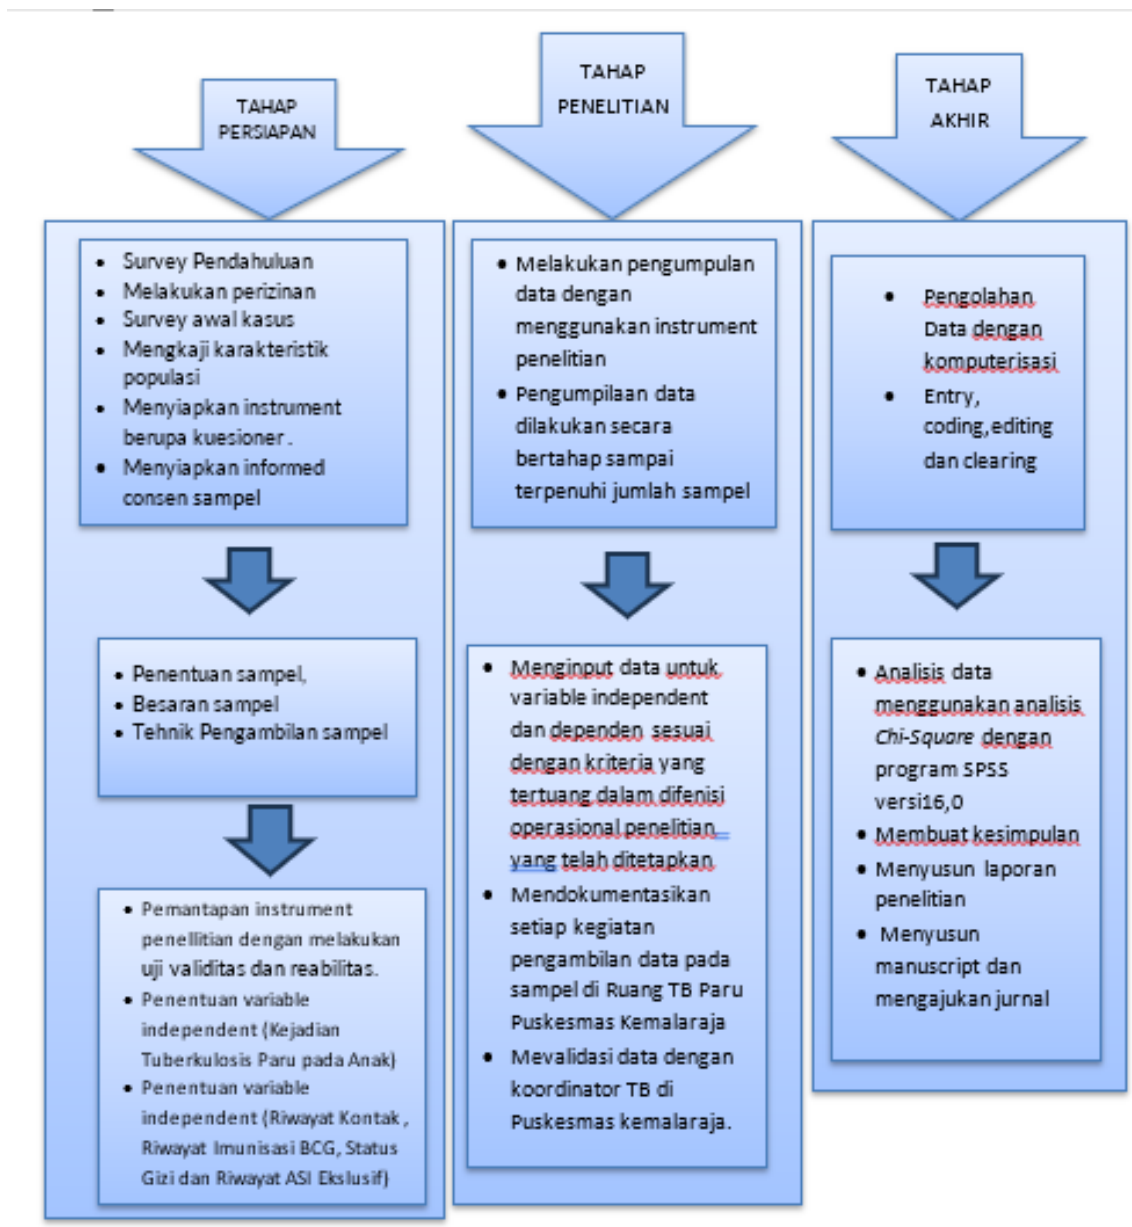 TAHAP
PERSIAPAN
• Survey Pendahuluan
• Melakukan perizinan
• Survey awal kasus
• Mengkaji karakteristik
populasi
• Menyiapkan instrument
berupa kuesioner .
• Menyiapkan informed
consen sampel
• Penentuan sampel,
• Besaran sampel
• Tehnik Pengambilan sampel
• Pemantapan instrument
penellitian dengan melakukan
uji validitas dan reabilitas.
• Penentuan variable
independent (Kejadian
Tuberkulosis Paru pada Anak)
• Penentuan variable
independent (Riwayat Kontak ,
Riwayat Imunisasi BCG, Status
Gizi dan Riwayat ASI Ekslusif)
TAHAP
PENELITIAN
• Melakukan pengumpulan
data dengan
menggunakan instrument
penelitian
• Pengumpilaan data
dilakukan secara
bertahap sampai
terpenuhi jumlah sampel
• Menginput data untuk
variable independent
dan dependen sesuai
dengan kriteria yang
tertuang dalam difenisi
operasional penelitian
yang telah ditetapkan
• Mendokumentasikan
setiap kegiatan
pengambilan data pada
sampel di Ruang TB Paru
Puskesmas Kemalaraja
• Mevalidasi data dengan
koordinator TB di
Puskesmas kemalaraja.
TAHAP
AKHIR
• Pengolahan
Data dengan
komputerisasi
• Entry,
coding,editing
dan clearing
• Analisis data
menggunakan analisis
Chi-Square dengan
program SPSS
versi16,0
• Membuat kesimpulan
• Menyusun laporan
penelitian
• Menyusun
manuscript dan
mengajukan jurnal